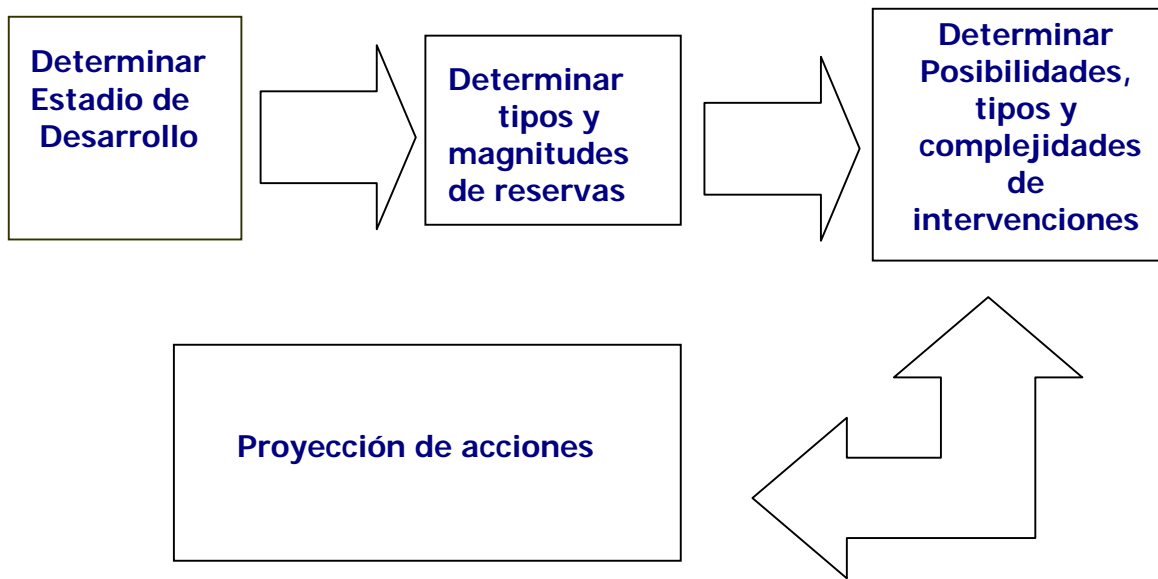 Determinar
Estadio de
Desarrollo
Determinar
tipos y
magnitudes
de reservas
Determinar
Posibilidades,
tipos y
complejidades
de
intervenciones
Proyección de acciones